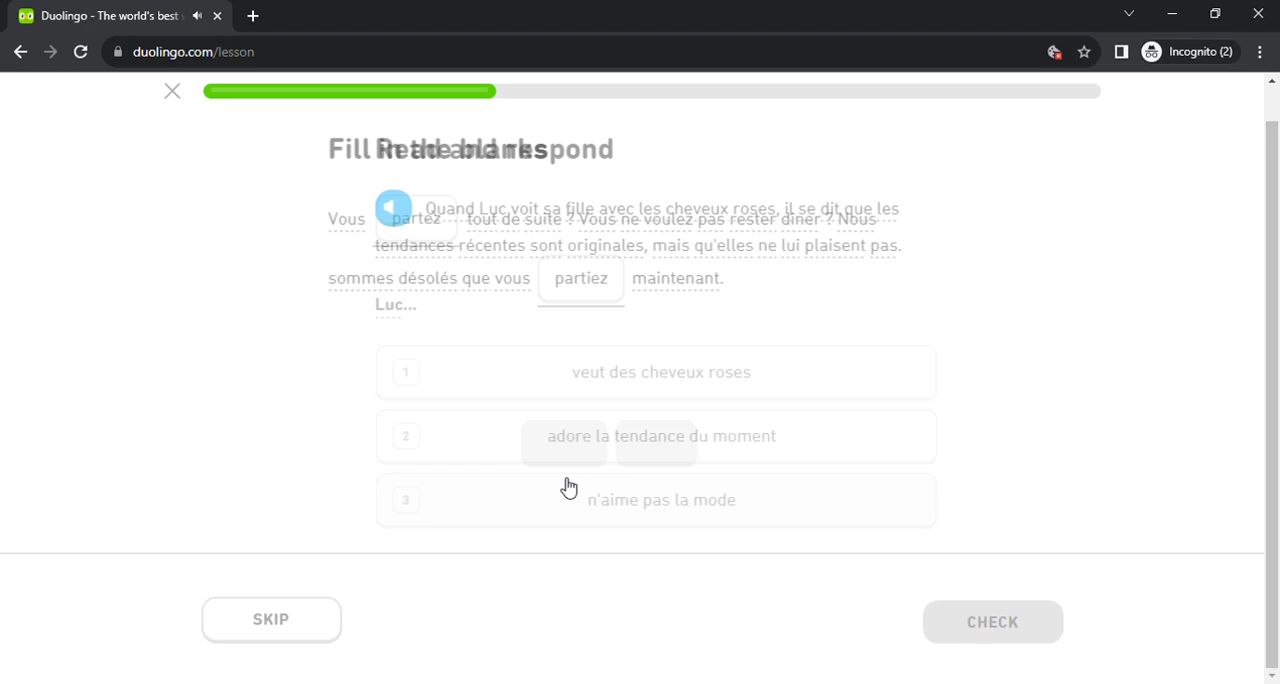 Duolingo - The world's best
duolingo.com/lesson
Incognito (2)
Fill in the blanks
Read and respond
Vous partez tout de suite ? Vous ne voulez pas rester dîner ? Nous
sommes désolés que vous partiez maintenant.
Quand Luc voit sa fille avec les cheveux roses, il se dit que les
tendances récentes sont originales, mais qu'elles ne lui plaisent pas.
Luc...
1 veut des cheveux roses
2 adore la tendance du moment
3 n'aime pas la mode
SKIP
CHECK